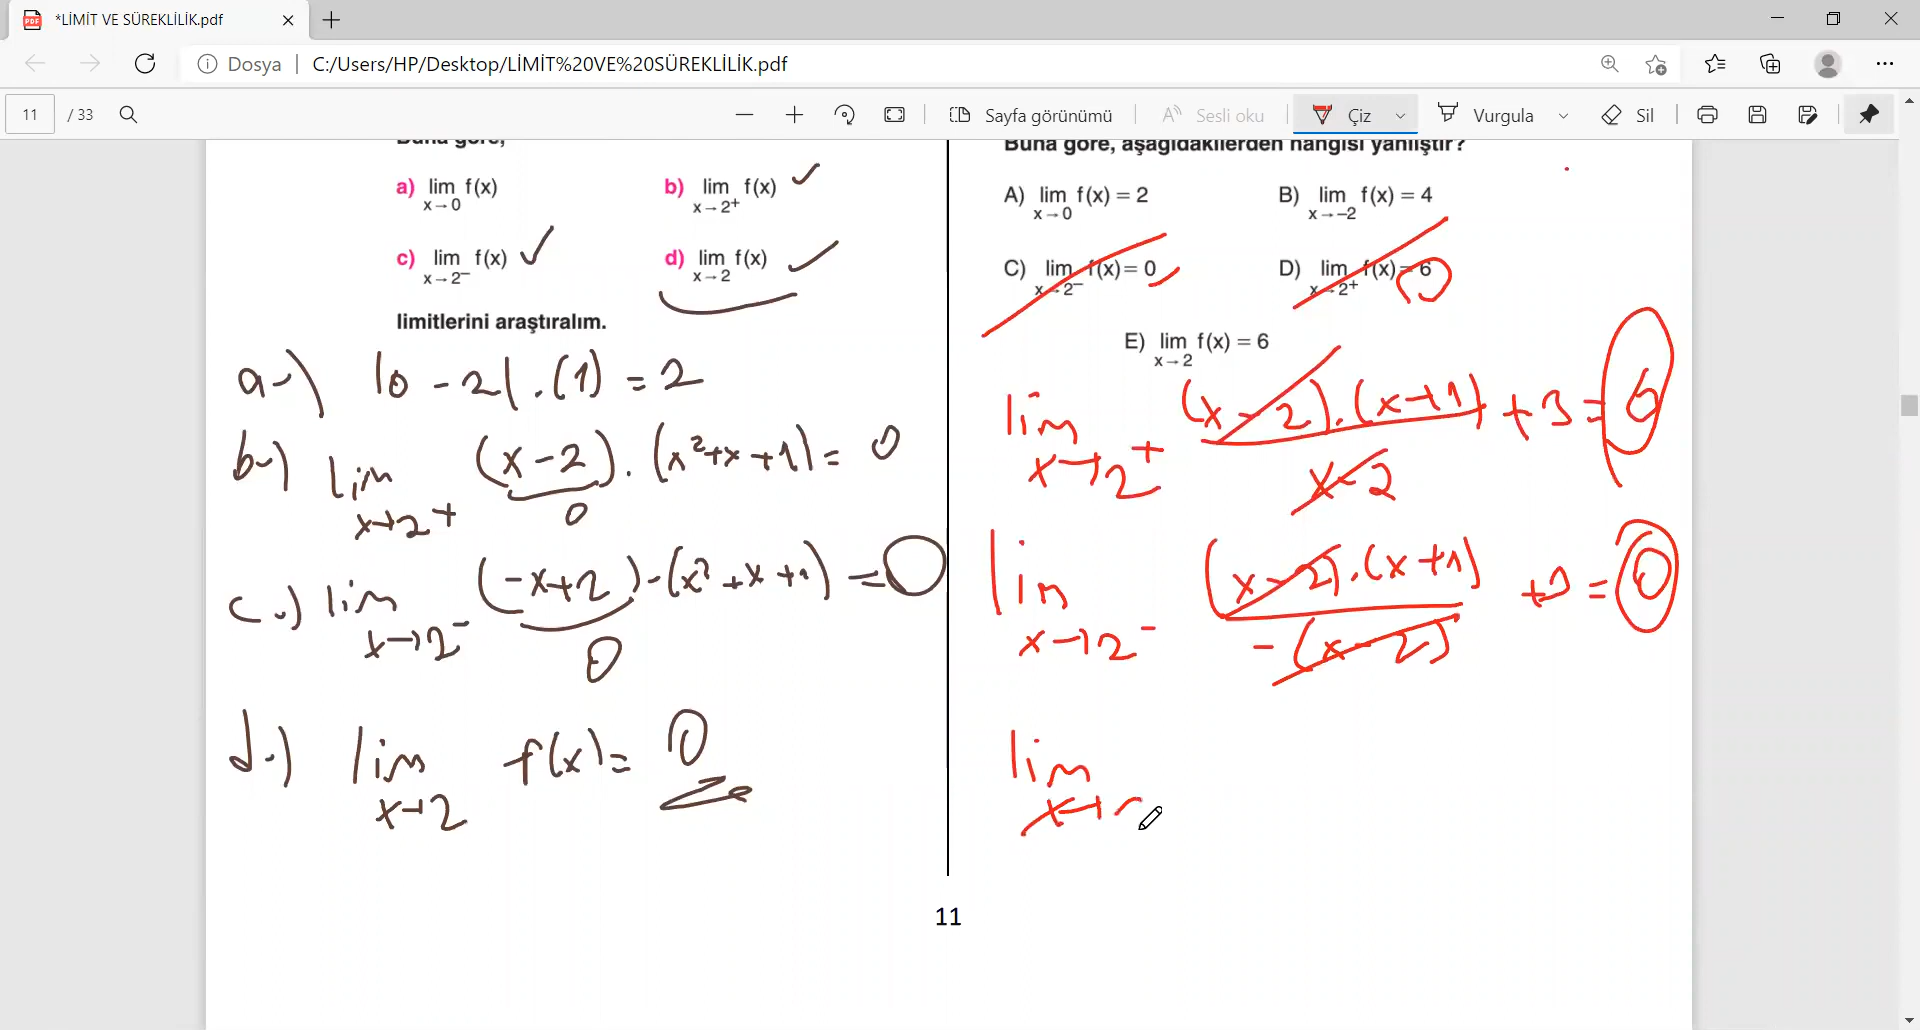 *LİMİT VE SÜREKLİLİK.pdf
Dosya | C:/Users/HP/Desktop/LİMİT%20VE%20SÜREKLİLİK.pdf
11 / 33
Sayfa görünümü
Sesli oku
Çiz
Vurgula
Sil
Buna göre,
a) lim f(x)
x→0
b) lim f(x) ✓
x→2⁺
c) lim f(x) ✓
x→2⁻
d) lim f(x) ✓
x→2
limitlerini araştıralım.
a-) |0-2|.(1) = 2
b-) lim (x-2).(x²+x+1) = 0
x→2+
0
c-) lim (-x+2)-(x²+x+1) = 0
x→2⁻
0
d-) lim f(x) = 0
x→2
Buna göre, aşağıdakilerden hangisi yanlıştır?
A) lim f(x) = 2
x→0
B) lim f(x) = 4
x→-2
C) lim f(x) = 0
x→2⁻
D) lim f(x) = 6
x→2⁺
E) lim f(x) = 6
x→2
lim (x-2).(x+1) +3 = 6
x→2+ x-2
lim (x-2).(x+1) +3 = 0
x→2⁻ -(x-2)
lim
x→
11